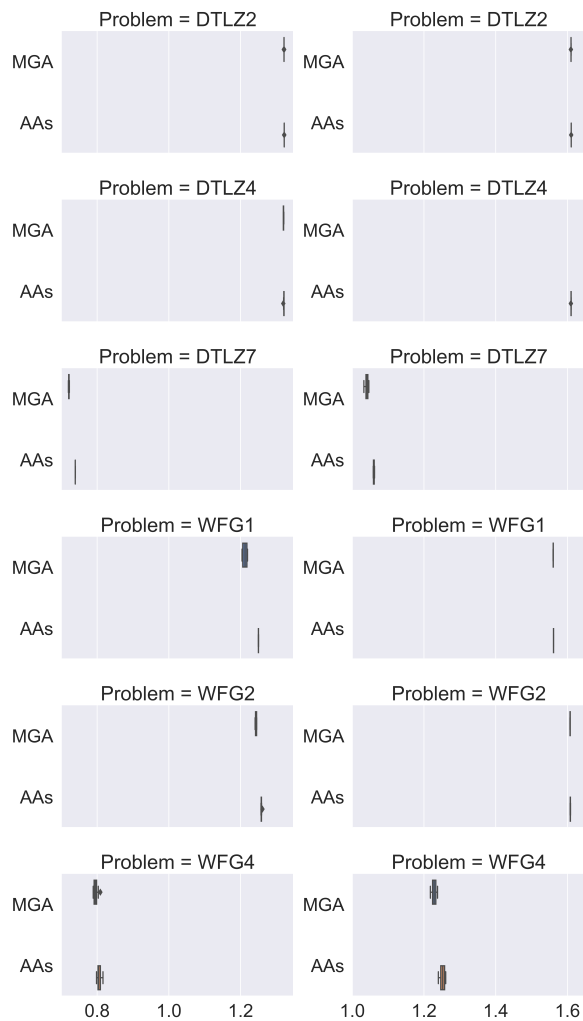 Problem = DTLZ2 Problem = DTLZ2
MGA MGA
AAs AAs
Problem = DTLZ4 Problem = DTLZ4
MGA MGA
AAs AAs
Problem = DTLZ7 Problem = DTLZ7
MGA MGA
AAs AAs
Problem = WFG1 Problem = WFG1
MGA MGA
AAs AAs
Problem = WFG2 Problem = WFG2
MGA MGA
AAs AAs
Problem = WFG4 Problem = WFG4
MGA MGA
AAs AAs
0.8 1.0 1.2 1.0 1.2 1.4 1.6